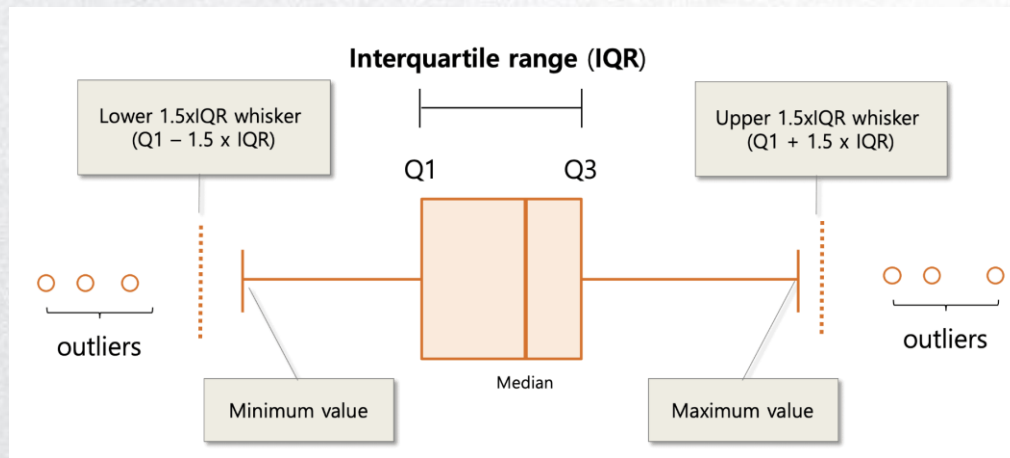 Interquartile range (IQR)
Lower 1.5xIQR whisker
(Q1 – 1.5 x IQR)
Upper 1.5xIQR whisker
(Q1 + 1.5 x IQR)
Q1
Q3
outliers
outliers
Median
Minimum value
Maximum value